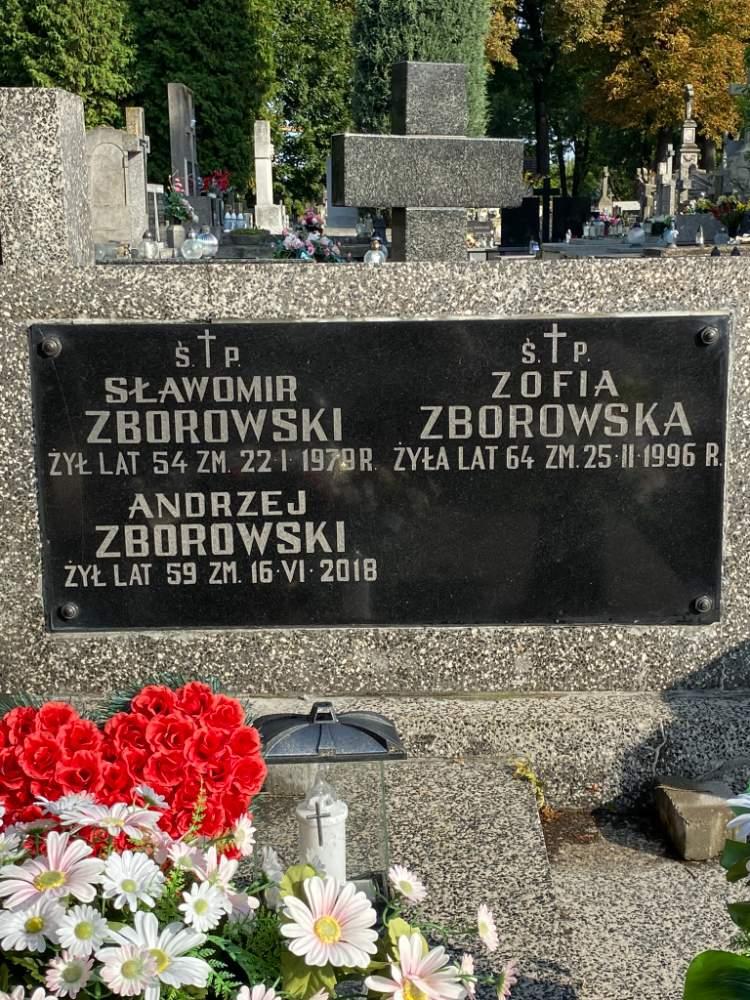 Ś. P.
SŁAWOMIR
ZBOROWSKI
ŻYŁ LAT 54 ZM. 22·I·1979 R.
ANDRZEJ
ZBOROWSKI
ŻYŁ LAT 59 ZM. 16·VI·2018
Ś. P.
ZOFIA
ZBOROWSKA
ŻYŁA LAT 64 ZM. 25·II·1996 R.